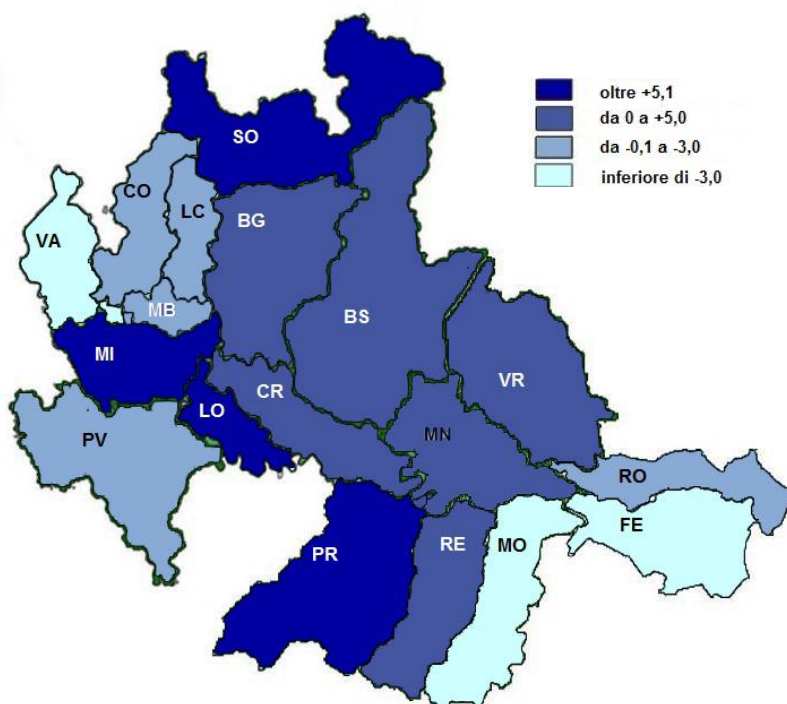 oltre +5,1
da 0 a +5,0
da -0,1 a -3,0
inferiore di -3,0
SO
CO
LC
BG
VA
MB
BS
MI
VR
CR
LO
MN
PV
RO
FE
PR
RE
MO